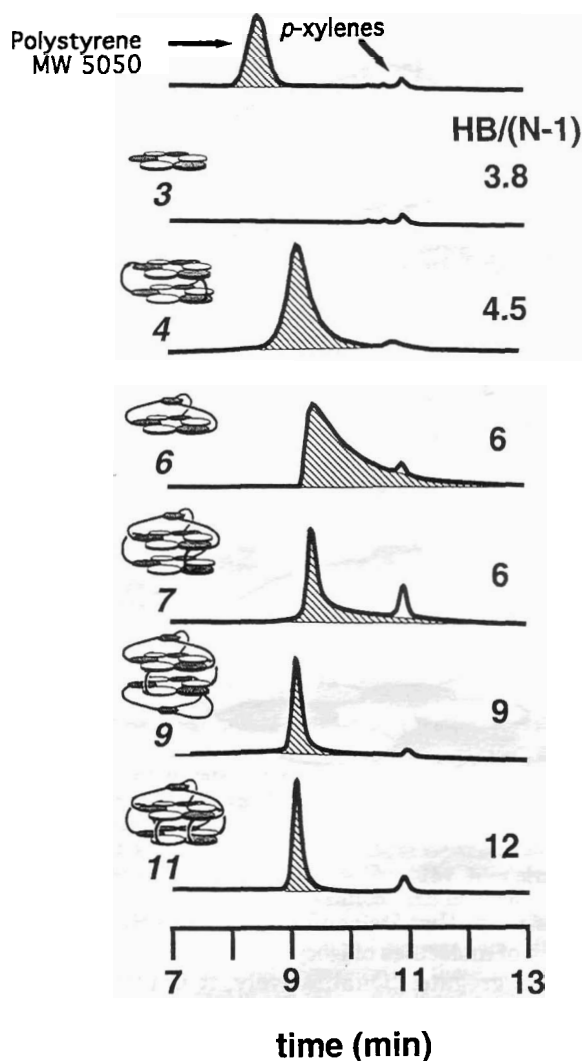 Polystyrene
MW 5050
p-xylenes
HB/(N-1)
3
3.8
4
4.5
6
6
7
6
9
9
11
12
7 9 11 13
time (min)